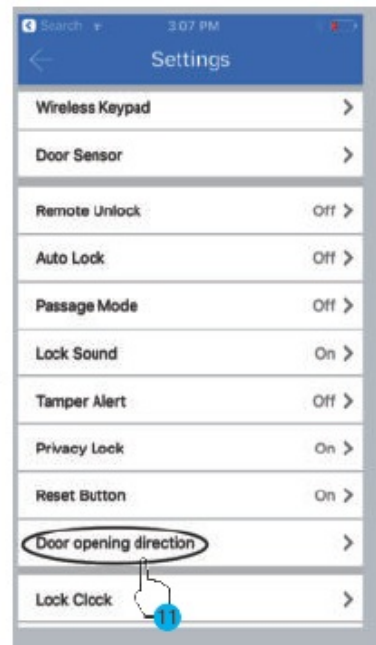 Search 3:07 PM
Settings
Wireless Keypad
Door Sensor
Remote Unlock Off
Auto Lock Off
Passage Mode Off
Lock Sound On
Tamper Alert Off
Privacy Lock On
Reset Button On
Door opening direction
Lock Clock
11